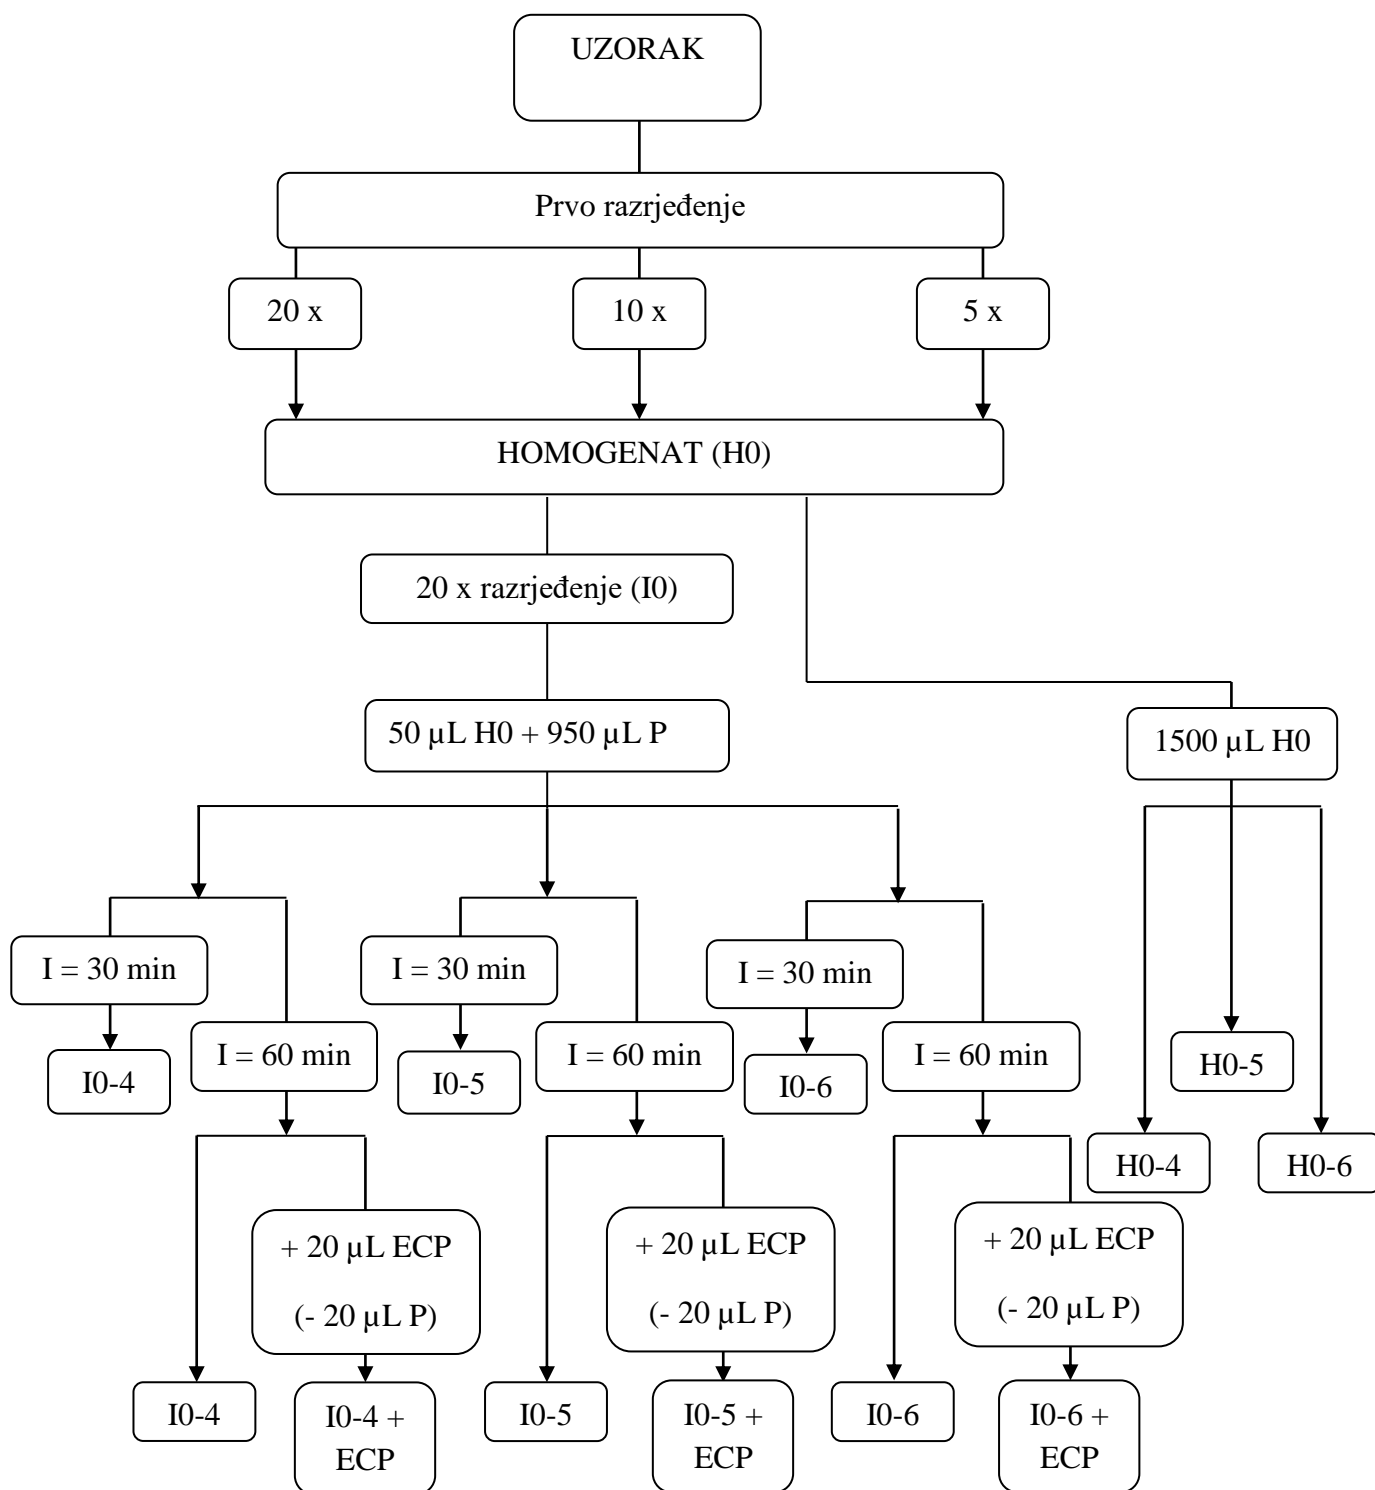 UZORAK
Prvo razrjeđenje
20 x
10 x
5 x
HOMOGENAT (H0)
20 x razrjeđenje (I0)
50 µL H0 + 950 µL P
1500 µL H0
I = 30 min
I = 30 min
I = 30 min
I0-4
I = 60 min
I0-5
I = 60 min
I0-6
I = 60 min
H0-5
H0-4
H0-6
+ 20 µL ECP
(- 20 µL P)
+ 20 µL ECP
(- 20 µL P)
+ 20 µL ECP
(- 20 µL P)
I0-4
I0-4 +
ECP
I0-5
I0-5 +
ECP
I0-6
I0-6 +
ECP